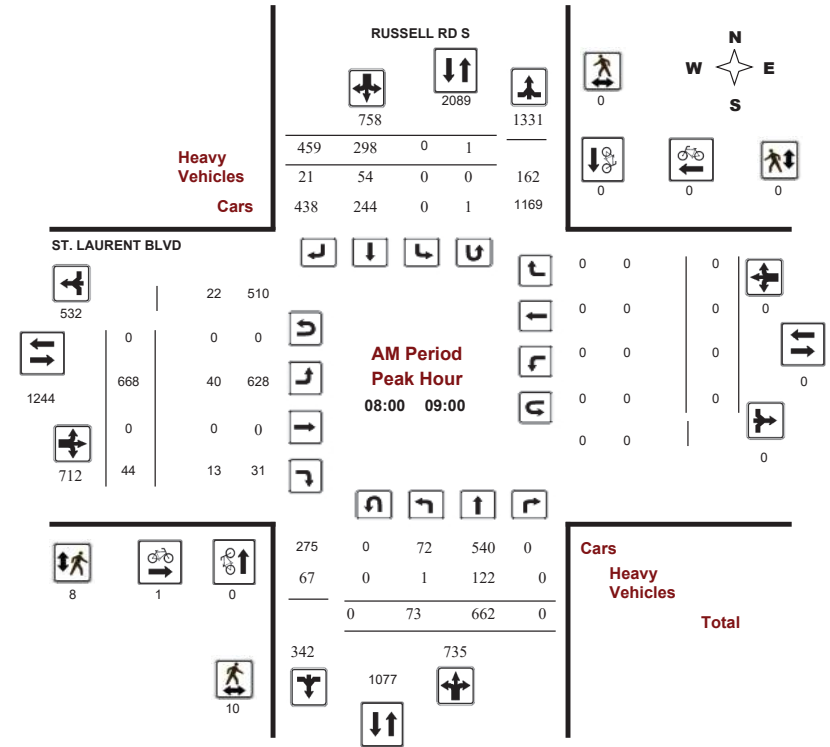 RUSSELL RD S
N
W E
S
2089
0
758 1331
459 298 0 1
Heavy
Vehicles
21 54 0 0 162
Cars
438 244 0 1 1169
0 0 0
ST. LAURENT BLVD
532
22 510
0 0 0 0
0 0 0
0 0 0
668 40 628
1244
0
0 0 0
AM Period
Peak Hour
08:00 09:00
0 0 0
0 0 0
712
44 13 31
0 0
0
275 0 72 540 0
Cars
67 0 1 122 0
Heavy
Vehicles
8 1 0
0 73 662 0
Total
342 735
1077
10